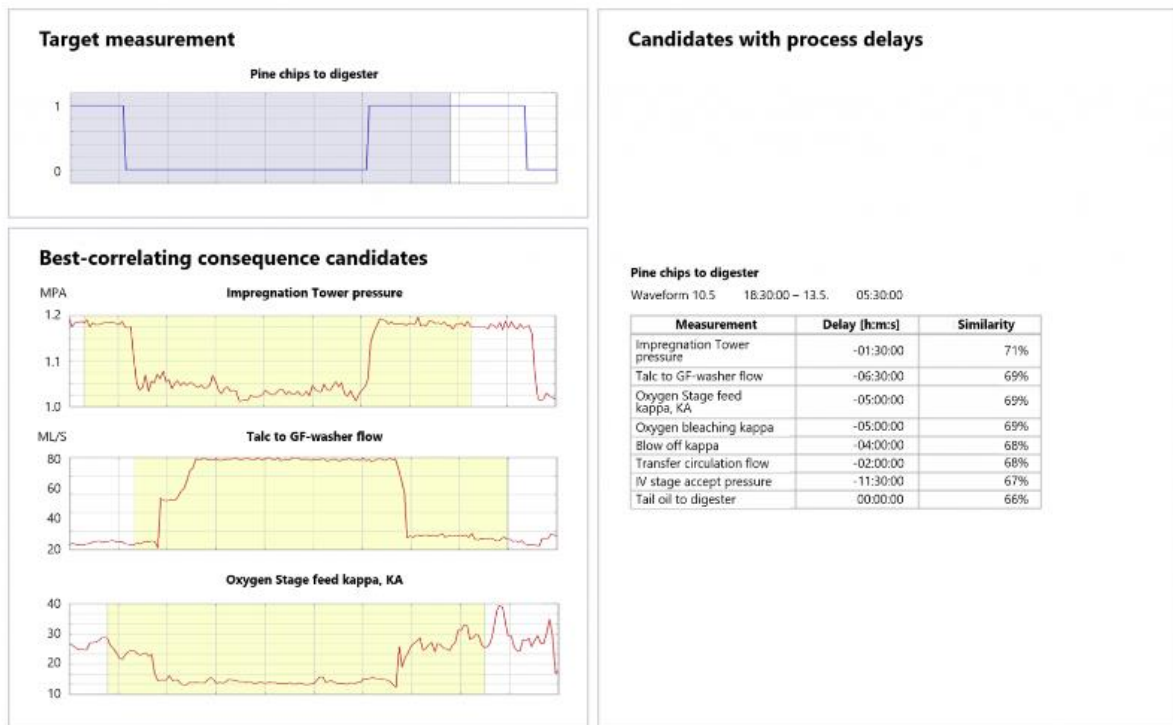 Target measurement
Pine chips to digester
1
0
Best-correlating consequence candidates
MPA
Impregnation Tower pressure
1.2
1.1
1.0
ML/S
Talc to GF-washer flow
80
60
40
20
Oxygen Stage feed kappa, KA
40
30
20
10
Candidates with process delays
Pine chips to digester
Waveform 10.5 18:30:00 – 13.5. 05:30:00
Measurement Delay [h:m:s] Similarity
Impregnation Tower
pressure -01:30:00 71%
Talc to GF-washer flow -06:30:00 69%
Oxygen Stage feed
kappa, KA -05:00:00 69%
Oxygen bleaching kappa -05:00:00 69%
Blow off kappa -04:00:00 68%
Transfer circulation flow -02:00:00 68%
IV stage accept pressure -11:30:00 67%
Tail oil to digester 00:00:00 66%